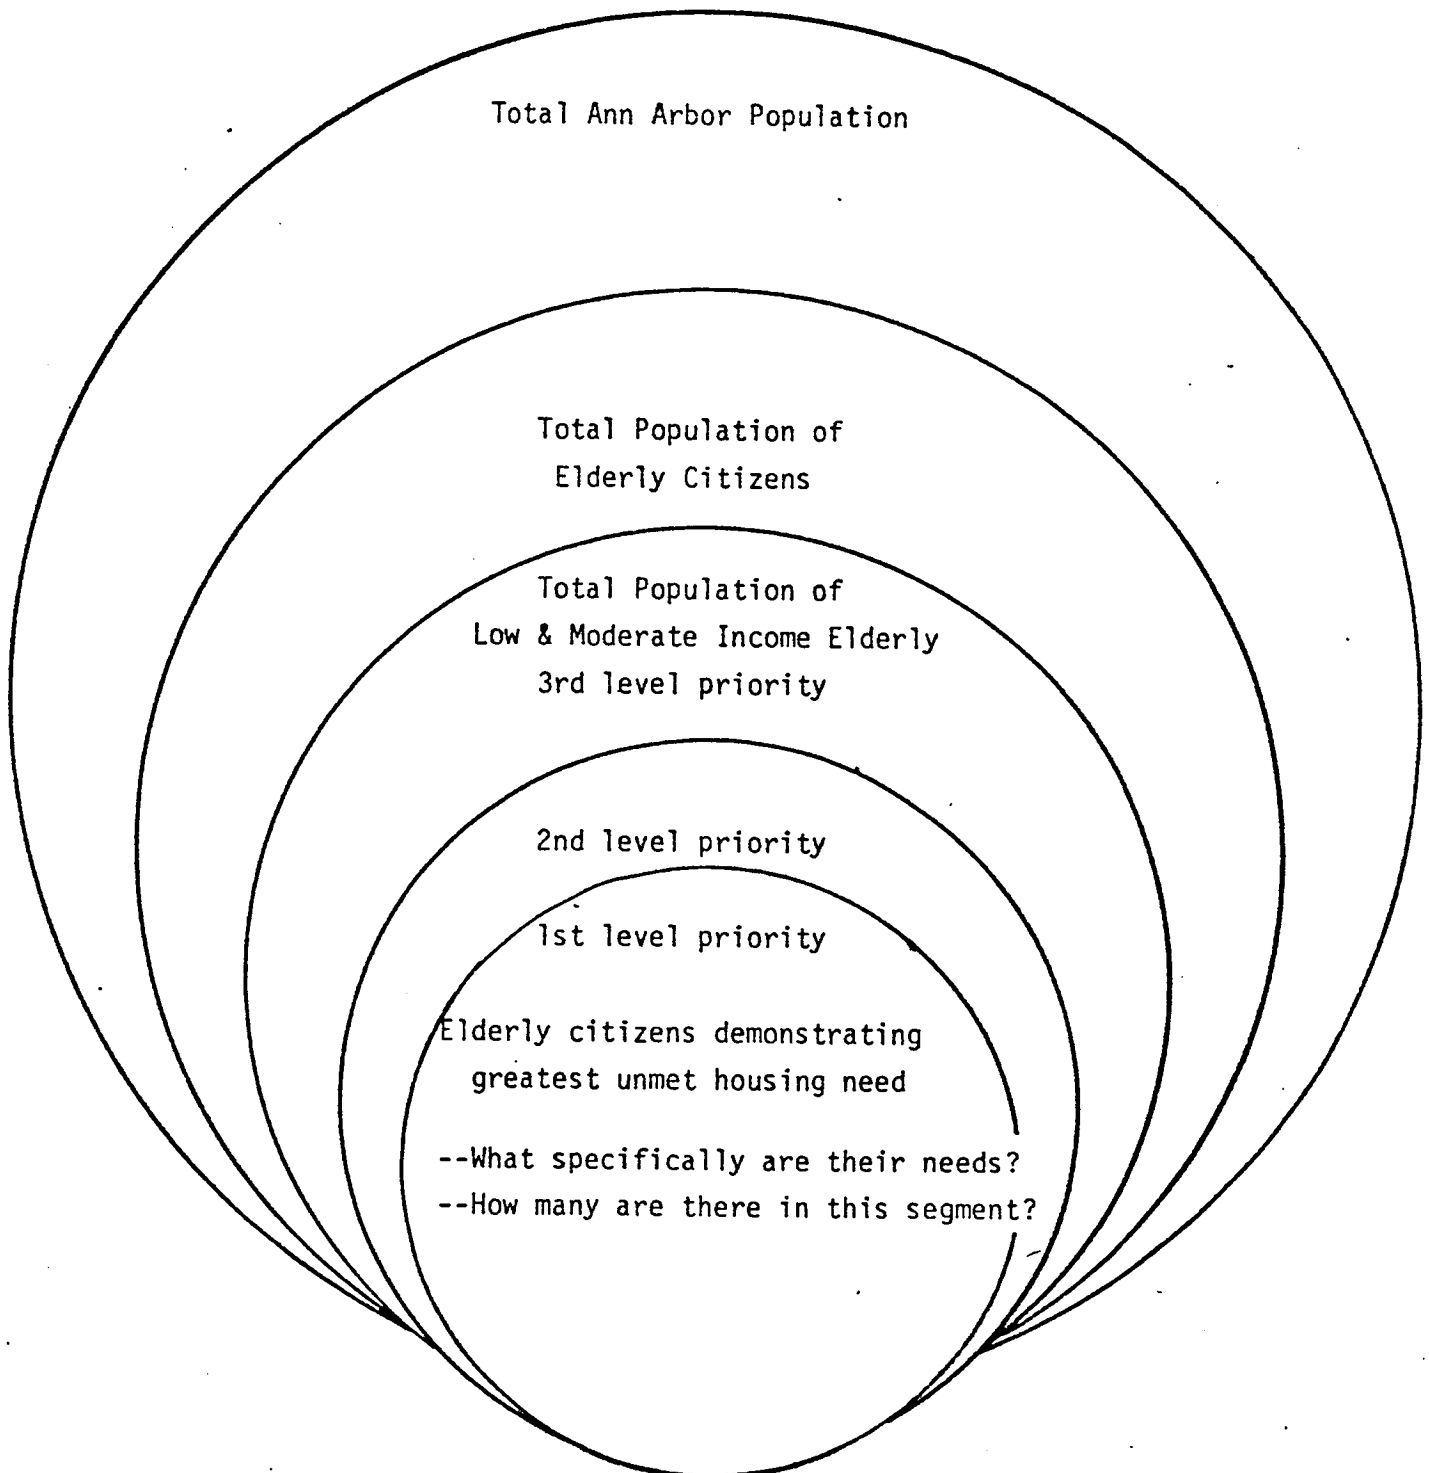 Total Ann Arbor Population
Total Population of
Elderly Citizens
Total Population of
Low & Moderate Income Elderly
3rd level priority
2nd level priority
1st level priority
Elderly citizens demonstrating
greatest unmet housing need
--What specifically are their needs?
--How many are there in this segment?